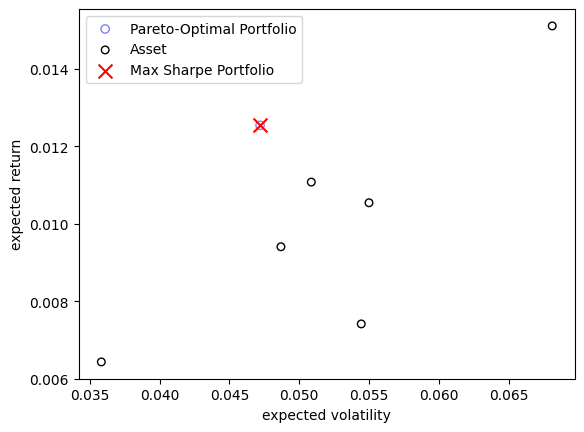 Pareto-Optimal Portfolio
Asset
Max Sharpe Portfolio
expected return
0.014
0.012
0.010
0.008
0.006
0.035 0.040 0.045 0.050 0.055 0.060 0.065
expected volatility